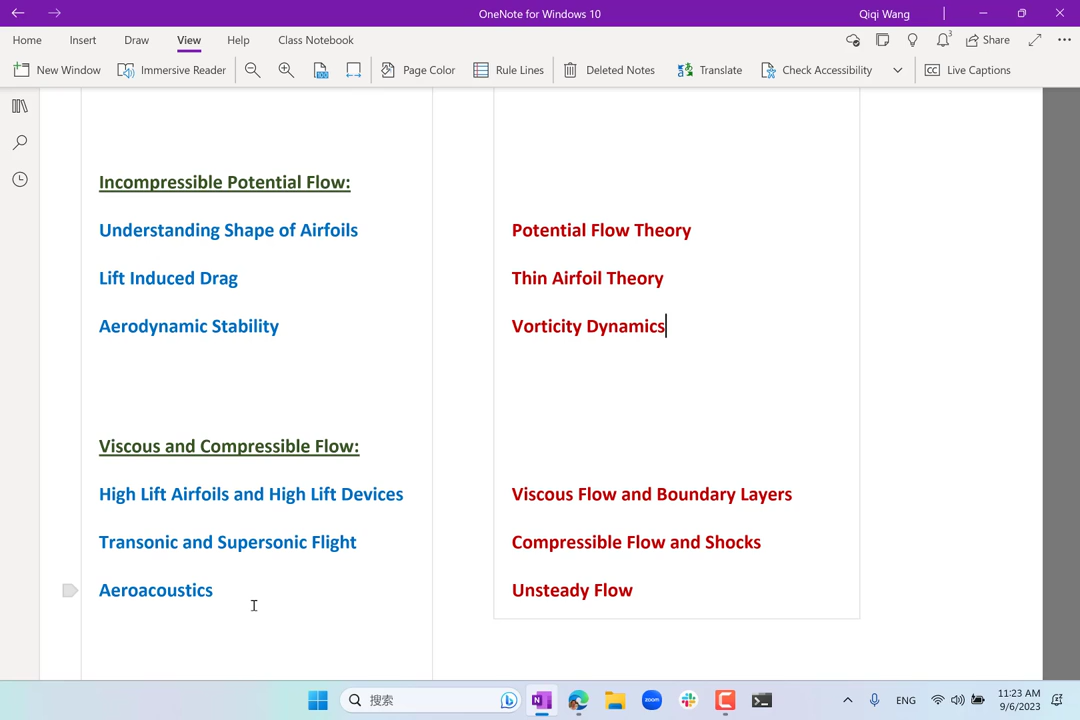 OneNote for Windows 10
Qiqi Wang
Home Insert Draw View Help Class Notebook
3 Share
New Window Immersive Reader Page Color Rule Lines Deleted Notes Translate Check Accessibility CC Live Captions
Incompressible Potential Flow:
Understanding Shape of Airfoils
Potential Flow Theory
Lift Induced Drag
Thin Airfoil Theory
Aerodynamic Stability
Vorticity Dynamics
Viscous and Compressible Flow:
High Lift Airfoils and High Lift Devices
Viscous Flow and Boundary Layers
Transonic and Supersonic Flight
Compressible Flow and Shocks
Aeroacoustics
Unsteady Flow
搜索
N
zoom
ENG
11:23 AM
9/6/2023